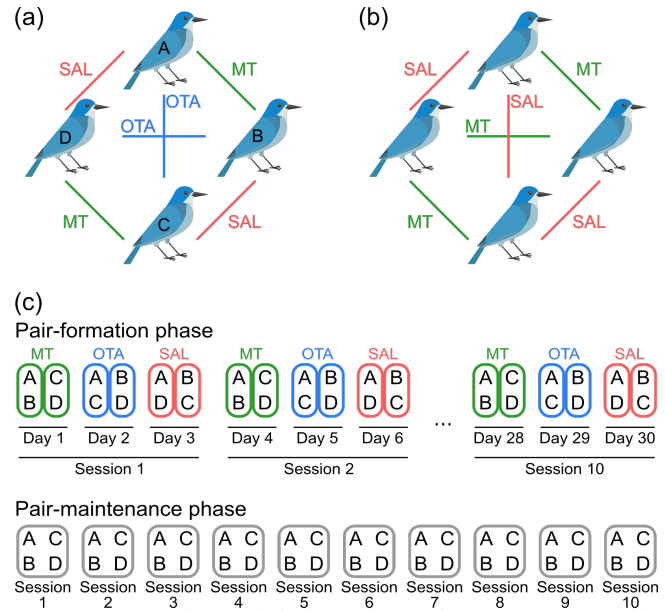 (a)
A
SAL
MT
OTA
OTA
D
B
MT
C
SAL
(b)
SAL
MT
SAL
MT
MT
SAL
(c)
Pair-formation phase
MT OTA SAL MT OTA SAL MT OTA SAL
A C A B A B A C A B A B A C A B A B
B D C D D C B D C D D C B D C D D C
Day 1 Day 2 Day 3 Day 4 Day 5 Day 6 ... Day 28 Day 29 Day 30
Session 1 Session 2 Session 10
Pair-maintenance phase
A C A C A C A C A C A C A C A C A C A C
B D B D B D B D B D B D B D B D B D B D
Session Session Session Session Session Session Session Session Session Session
1 2 3 4 5 6 7 8 9 10